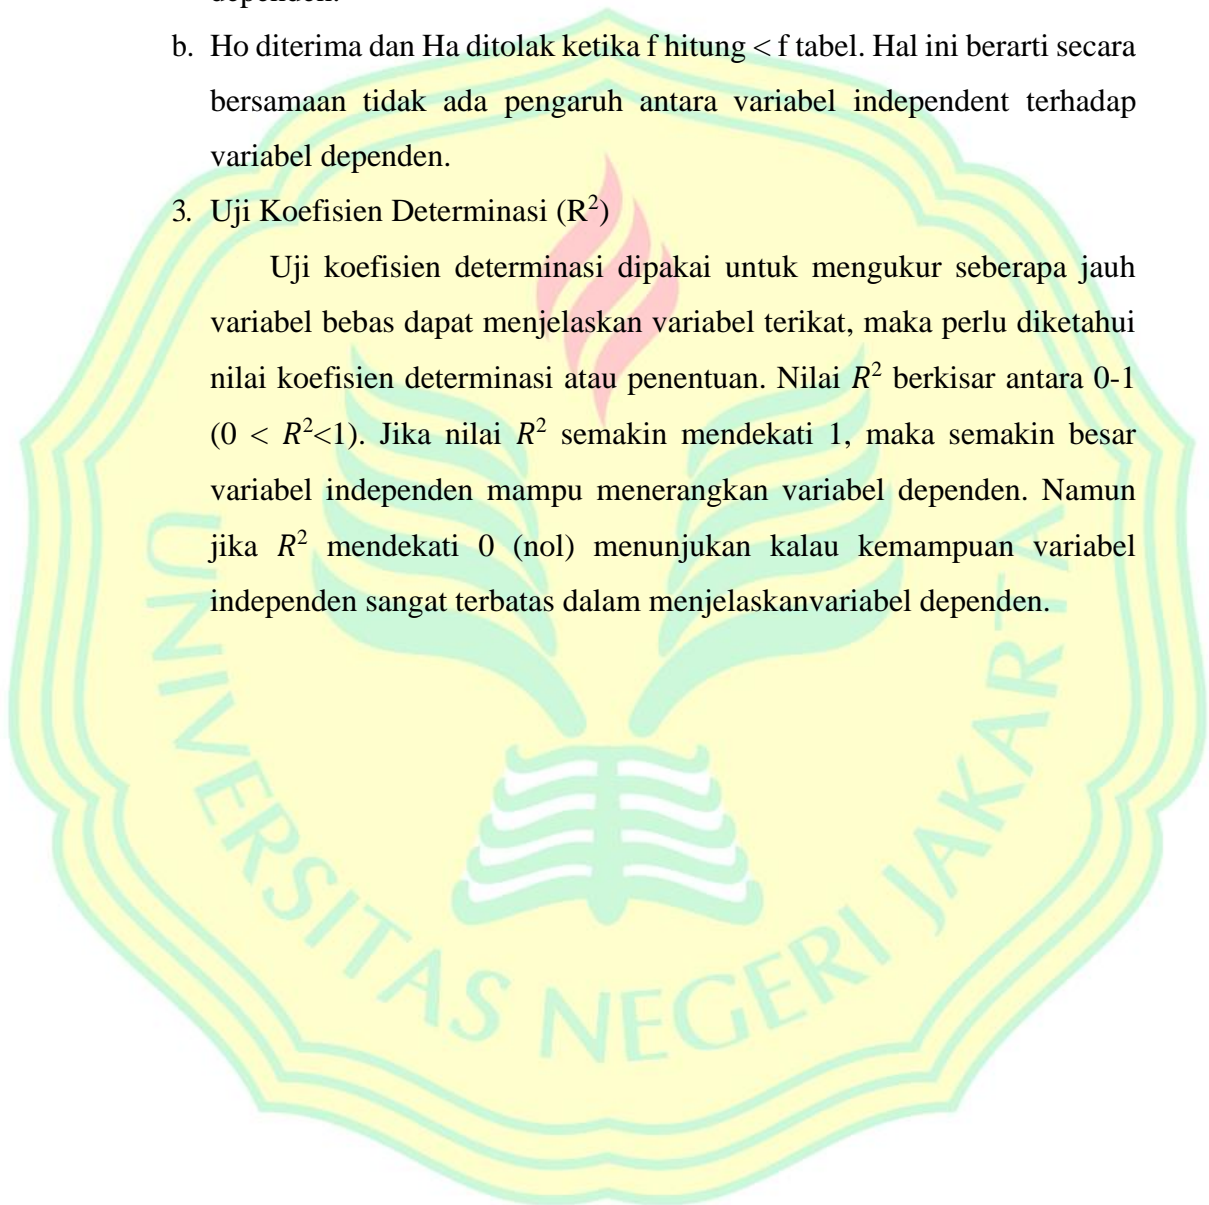 dependen.
b. Ho diterima dan Ha ditolak ketika f hitung < f tabel. Hal ini berarti secara
bersamaan tidak ada pengaruh antara variabel independent terhadap
variabel dependen.
3. Uji Koefisien Determinasi (R²)
Uji koefisien determinasi dipakai untuk mengukur seberapa jauh
variabel bebas dapat menjelaskan variabel terikat, maka perlu diketahui
nilai koefisien determinasi atau penentuan. Nilai R² berkisar antara 0-1
(0 < R²<1). Jika nilai R² semakin mendekati 1, maka semakin besar
variabel independen mampu menerangkan variabel dependen. Namun
jika R² mendekati 0 (nol) menunjukan kalau kemampuan variabel
independen sangat terbatas dalam menjelaskanvariabel dependen.
UNIVERSITAS NEGERI JAKARTA